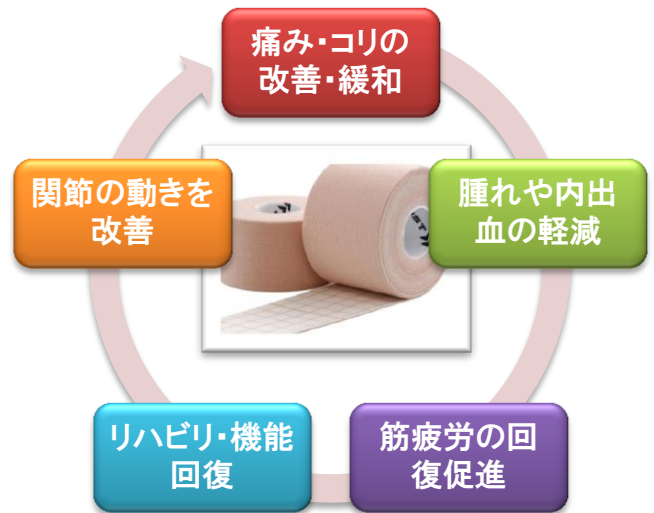 痛み・コリの
改善・緩和
腫れや内出
血の軽減
筋疲労の回
復促進
リハビリ・機能
回復
関節の動きを
改善